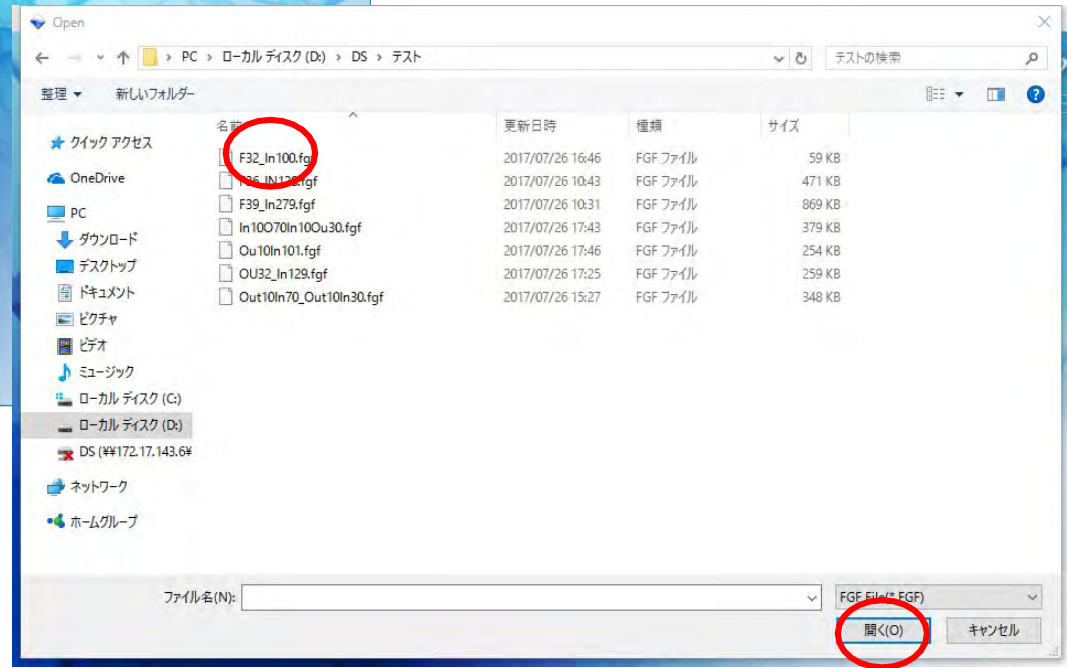 Open
PC > ローカル ディスク (D:) > DS > テスト
テストの検索
整理 新しいフォルダー
名前 更新日時 種類 サイズ
クイック アクセス
OneDrive
PC
ダウンロード
デスクトップ
ドキュメント
ピクチャ
ビデオ
ミュージック
ローカル ディスク (C:)
ローカル ディスク (D:)
DS (¥¥172.17.143.6¥
ネットワーク
ホームグループ
F32_In100.fgf 2017/07/26 16:46 FGF ファイル 59 KB
2017/07/26 10:43 FGF ファイル 471 KB
F39_In279.fgf 2017/07/26 10:31 FGF ファイル 869 KB
In10O70In10Ou30.fgf 2017/07/26 17:43 FGF ファイル 379 KB
Ou10In101.fgf 2017/07/26 17:46 FGF ファイル 254 KB
OU32_In129.fgf 2017/07/26 17:25 FGF ファイル 259 KB
Out10In70_Out10In30.fgf 2017/07/26 15:27 FGF ファイル 348 KB
ファイル名(N):
FGF File(*.FGF)
開く(O) キャンセル